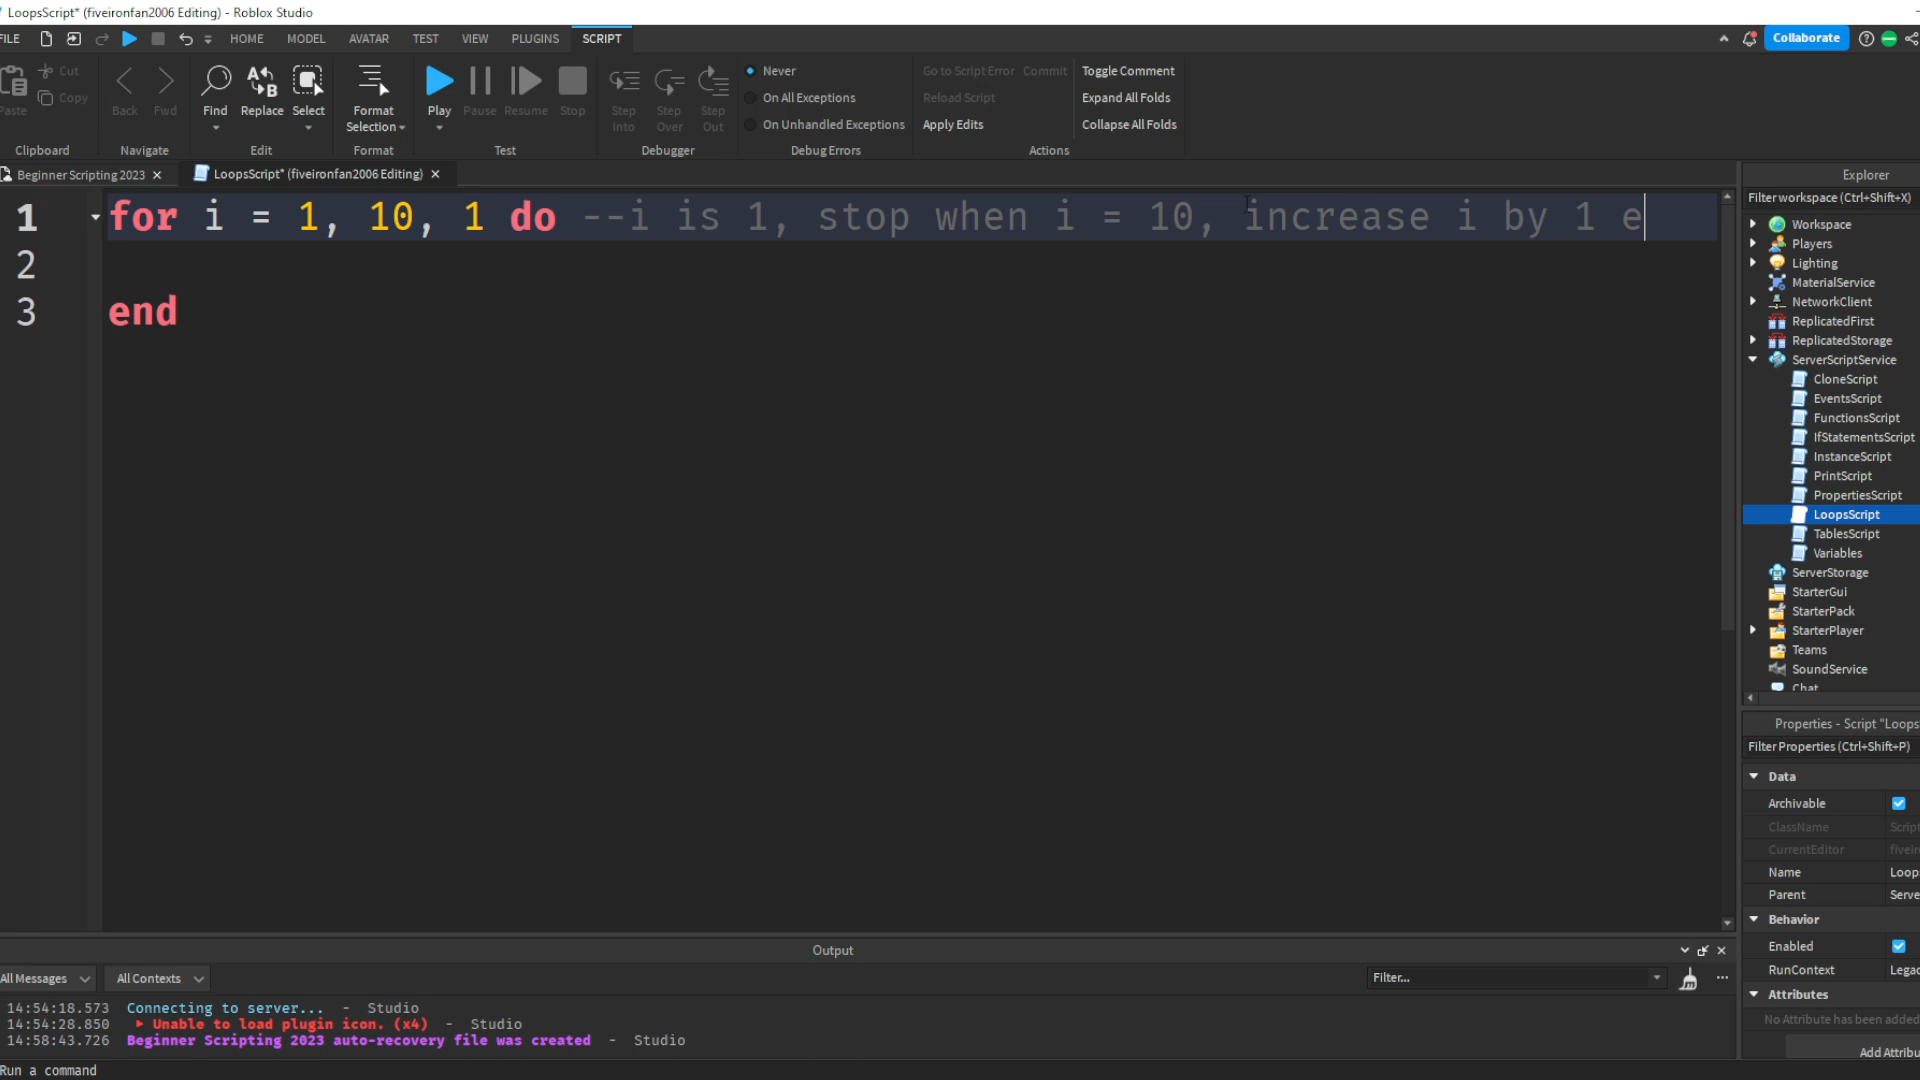 LoopsScript* (fiveironfan2006 Editing) - Roblox Studio
FILE HOME MODEL AVATAR TEST VIEW PLUGINS SCRIPT Collaborate
Paste Cut Copy
Clipboard
Back Fwd
Navigate
Find Replace Select
Edit
Format Selection
Format
Play Pause Resume Stop
Test
Step Into Step Over Step Out
Debugger
Never
On All Exceptions
On Unhandled Exceptions
Debug Errors
Go to Script Error Commit
Reload Script
Apply Edits
Toggle Comment
Expand All Folds
Collapse All Folds
Actions
Beginner Scripting 2023
LoopsScript* (fiveironfan2006 Editing)
1 for i = 1, 10, 1 do --i is 1, stop when i = 10, increase i by 1 e
2
3 end
Explorer
Filter workspace (Ctrl+Shift+X)
Workspace
Players
Lighting
MaterialService
NetworkClient
ReplicatedFirst
ReplicatedStorage
ServerScriptService
CloneScript
EventsScript
FunctionsScript
IfStatementsScript
InstanceScript
PrintScript
PropertiesScript
LoopsScript
TablesScript
Variables
ServerStorage
StarterGui
StarterPack
StarterPlayer
Teams
SoundService
Chat
Properties - Script "Loops
Filter Properties (Ctrl+Shift+P)
Data
Archivable
ClassName Script
CurrentEditor fivei
Name Loop
Parent Serve
Behavior
Enabled
RunContext Legac
Attributes
No Attribute has been added
Add Attribu
Output
All Messages All Contexts Filter...
14:54:18.573 Connecting to server... - Studio
14:54:28.850 Unable to load plugin icon. (x4) - Studio
14:58:43.726 Beginner Scripting 2023 auto-recovery file was created - Studio
Run a command